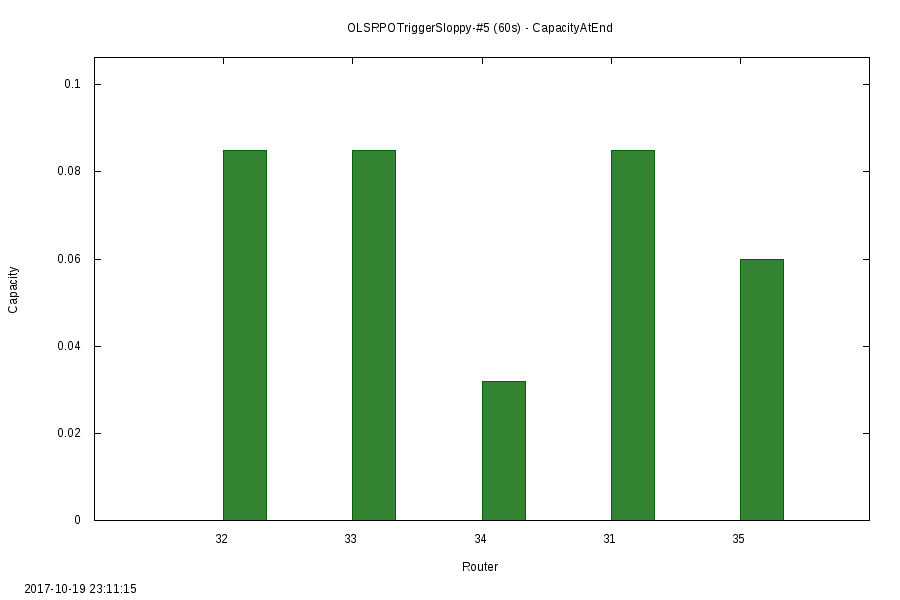 OLSRPOTriggerSloppy-#5 (60s) - CapacityAtEnd
0.1
0.08
0.06
0.04
0.02
0
Capacity
32 33 34 31 35
Router
2017-10-19 23:11:15